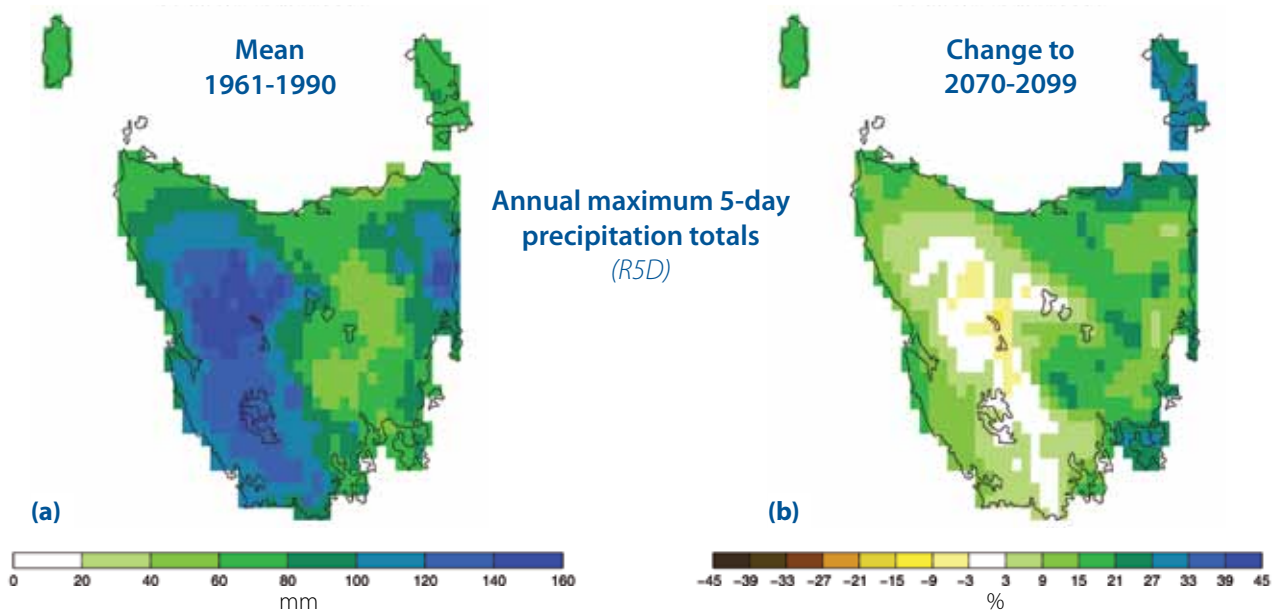 Mean
1961-1990
Change to
2070-2099
Annual maximum 5-day
precipitation totals
(R5D)
(a)
(b)
0 20 40 60 80 100 120 140 160
mm
−45 −39 −33 −27 −21 −15 −9 −3 3 9 15 21 27 33 39 45
%